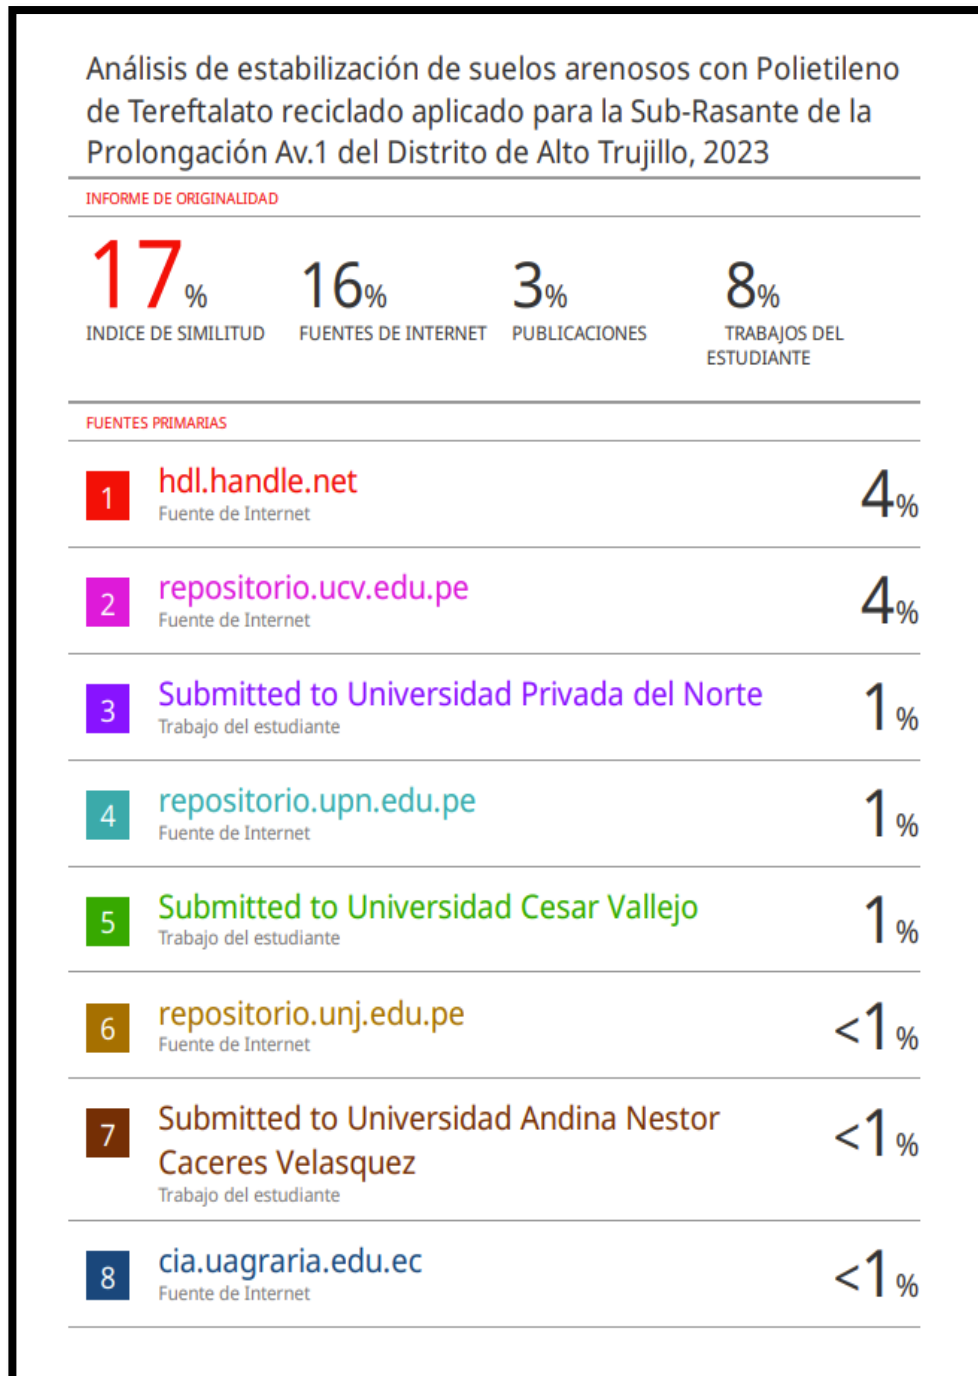 Análisis de estabilización de suelos arenosos con Polietileno
de Tereftalato reciclado aplicado para la Sub-Rasante de la
Prolongación Av.1 del Distrito de Alto Trujillo, 2023
INFORME DE ORIGINALIDAD
17%
INDICE DE SIMILITUD
16%
FUENTES DE INTERNET
3%
PUBLICACIONES
8%
TRABAJOS DEL
ESTUDIANTE
FUENTES PRIMARIAS
1 hdl.handle.net 4%
Fuente de Internet
2 repositorio.ucv.edu.pe 4%
Fuente de Internet
3 Submitted to Universidad Privada del Norte 1%
Trabajo del estudiante
4 repositorio.upn.edu.pe 1%
Fuente de Internet
5 Submitted to Universidad Cesar Vallejo 1%
Trabajo del estudiante
6 repositorio.unj.edu.pe <1%
Fuente de Internet
7 Submitted to Universidad Andina Nestor <1%
Caceres Velasquez
Trabajo del estudiante
8 cia.uagraria.edu.ec <1%
Fuente de Internet